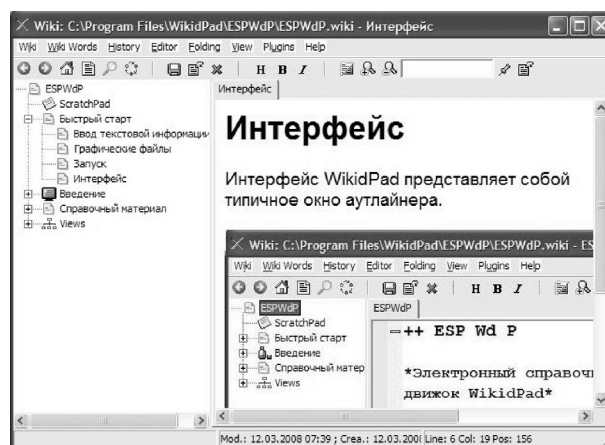 Wiki: C:\Program Files\WikidPad\ESPWdP\ESPWdP.wiki - Интерфейс
Wiki Wiki Words History Editor Folding View Plugins Help
H B I
ESPWdP
ScratchPad
Быстрый старт
Ввод текстовой информации
Графические файлы
Запуск
Интерфейс
Введение
Справочный материал
Views
Интерфейс
Интерфейс
Интерфейс WikidPad представляет собой
типичное окно аутлайнера.
Wiki: C:\Program Files\WikidPad\ESPWdP\ESPWdP.wiki - ES
Wiki Wiki Words History Editor Folding View Plugins Help
H B I
ESPWdP
ScratchPad
Быстрый старт
Введение
Справочный матер
Views
ESPWdP
++ ESP Wd P
*Электронный справочн
движок WikidPad*
Mod.: 12.03.2008 07:39 ; Crea.: 12.03.200 Line: 6 Col: 19 Pos: 156